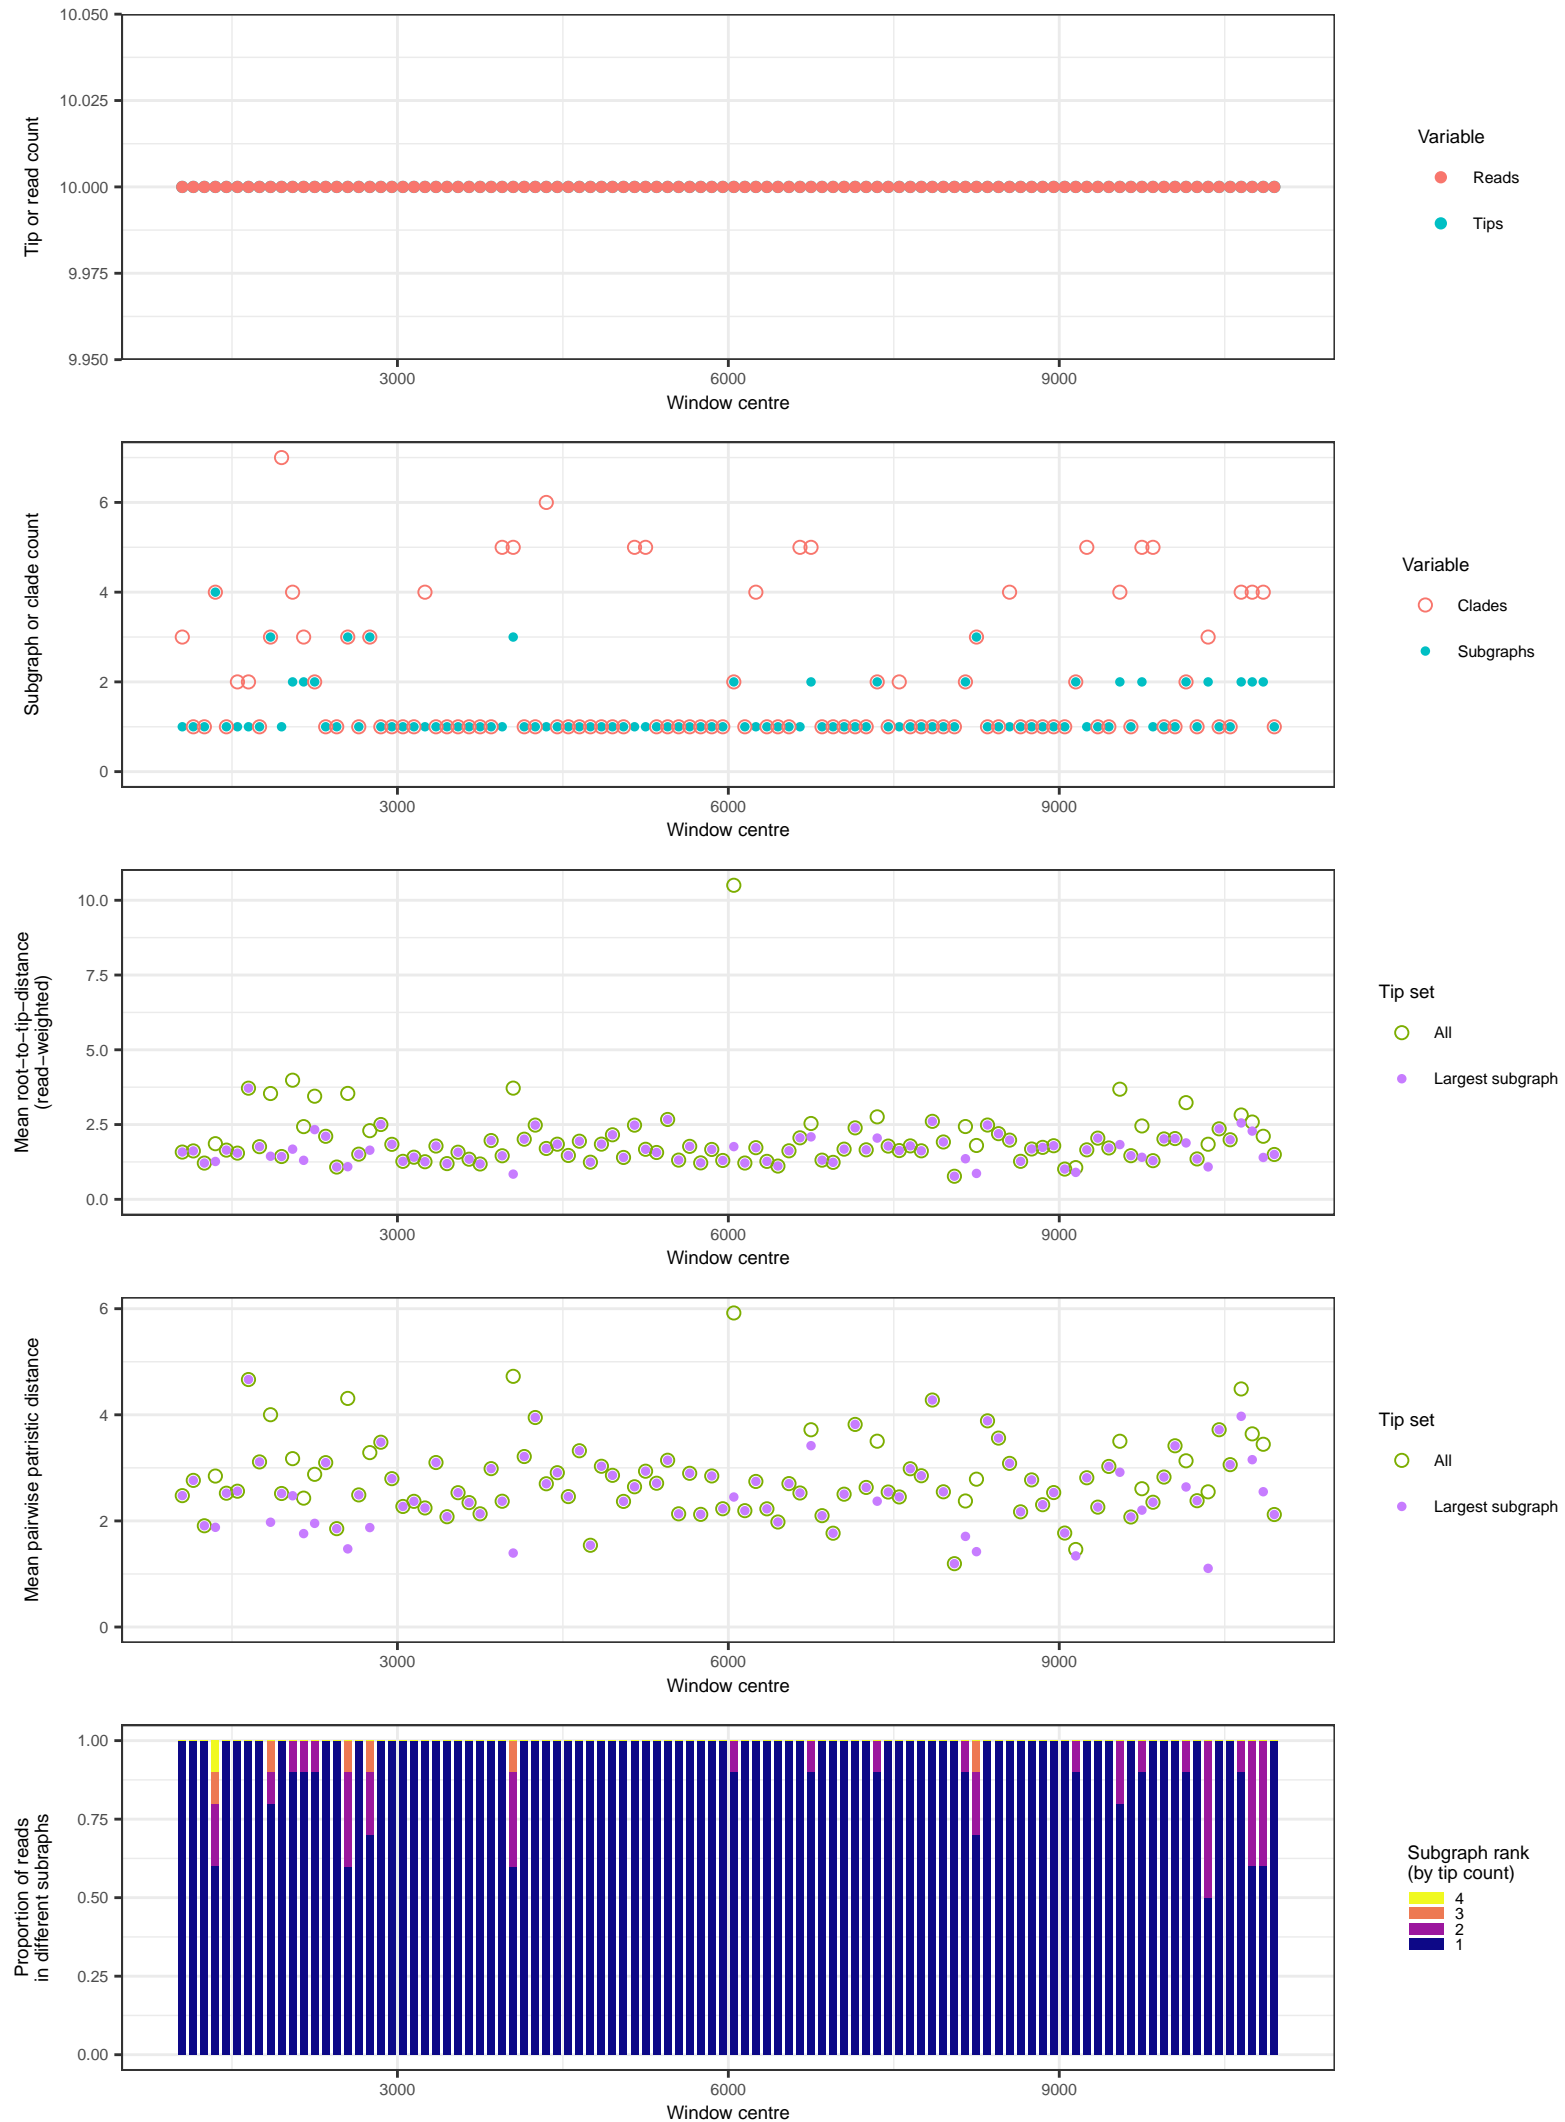 10.050
10.025
10.000
9.975
9.950
Tip or read count
3000 6000 9000
Window centre
Variable
Reads
Tips
6
4
2
0
Subgraph or clade count
3000 6000 9000
Window centre
Variable
Clades
Subgraphs
10.0
7.5
5.0
2.5
0.0
Mean root−to−tip−distance
(read−weighted)
3000 6000 9000
Window centre
Tip set
All
Largest subgraph
6
4
2
0
Mean pairwise patristic distance
3000 6000 9000
Window centre
Tip set
All
Largest subgraph
1.00
0.75
0.50
0.25
0.00
Proportion of reads
in different subraphs
3000 6000 9000
Window centre
Subgraph rank
(by tip count)
4
3
2
1